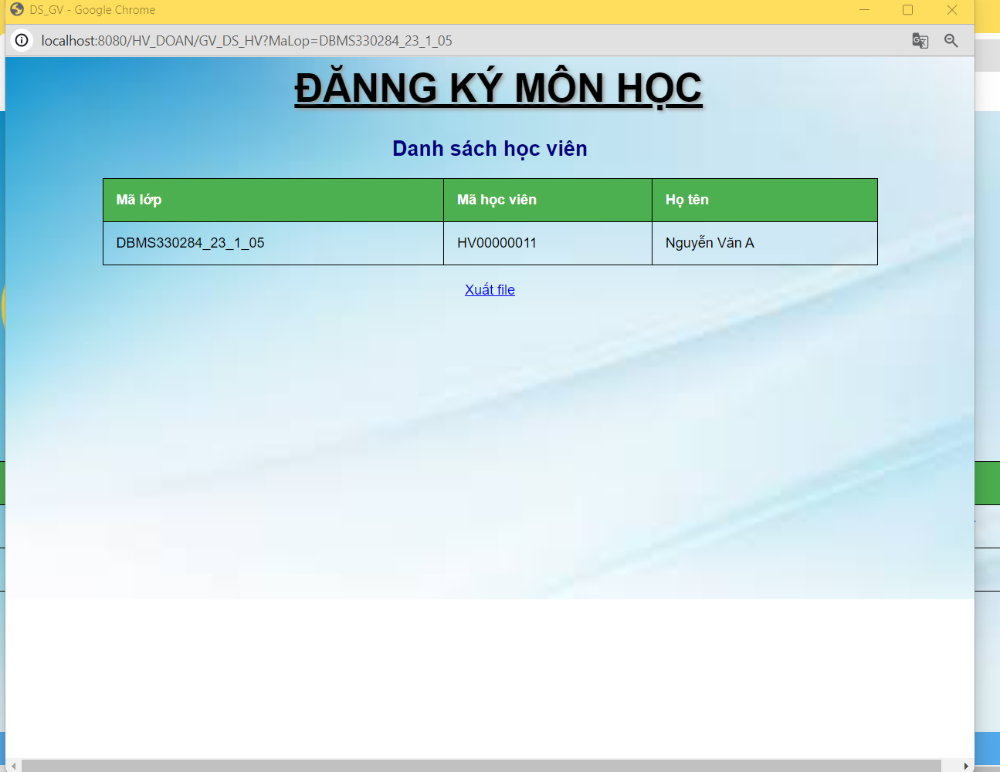 DS_GV - Google Chrome
localhost:8080/HV_DOAN/GV_DS_HV?MaLop=DBMS330284_23_1_05
ĐĂNNG KÝ MÔN HỌC
Danh sách học viên
Mã lớp Mã học viên Họ tên
DBMS330284_23_1_05 HV00000011 Nguyễn Văn A
Xuất file